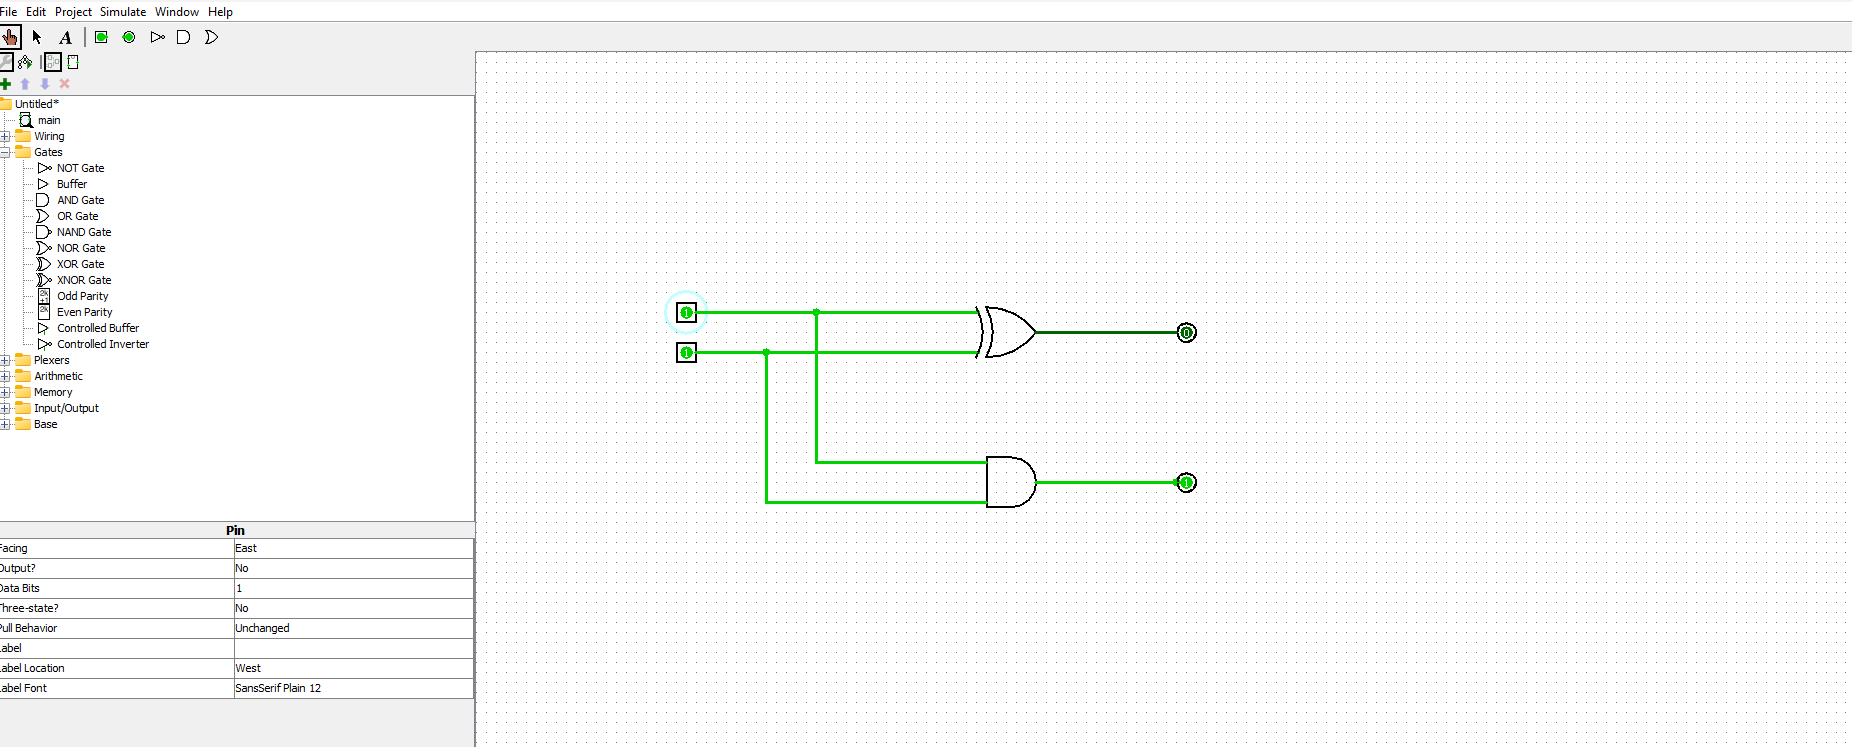 File Edit Project Simulate Window Help
A
Untitled*
main
Wiring
Gates
NOT Gate
Buffer
AND Gate
OR Gate
NAND Gate
NOR Gate
XOR Gate
XNOR Gate
2k+1 Odd Parity
2k Even Parity
Controlled Buffer
Controlled Inverter
Plexers
Arithmetic
Memory
Input/Output
Base
Pin
Facing East
Output? No
Data Bits 1
Three-state? No
Pull Behavior Unchanged
Label
Label Location West
Label Font SansSerif Plain 12
1
1
0
1